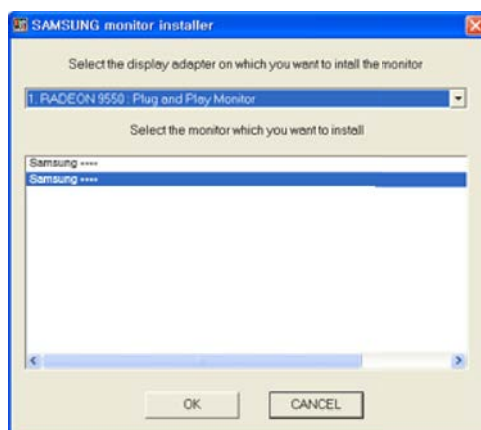 SAMSUNG monitor installer
Select the display adapter on which you want to intall the monitor
1. RADEON 9550 : Plug and Play Monitor
Select the monitor which you want to install
Samsung ····
Samsung ····
OK
CANCEL